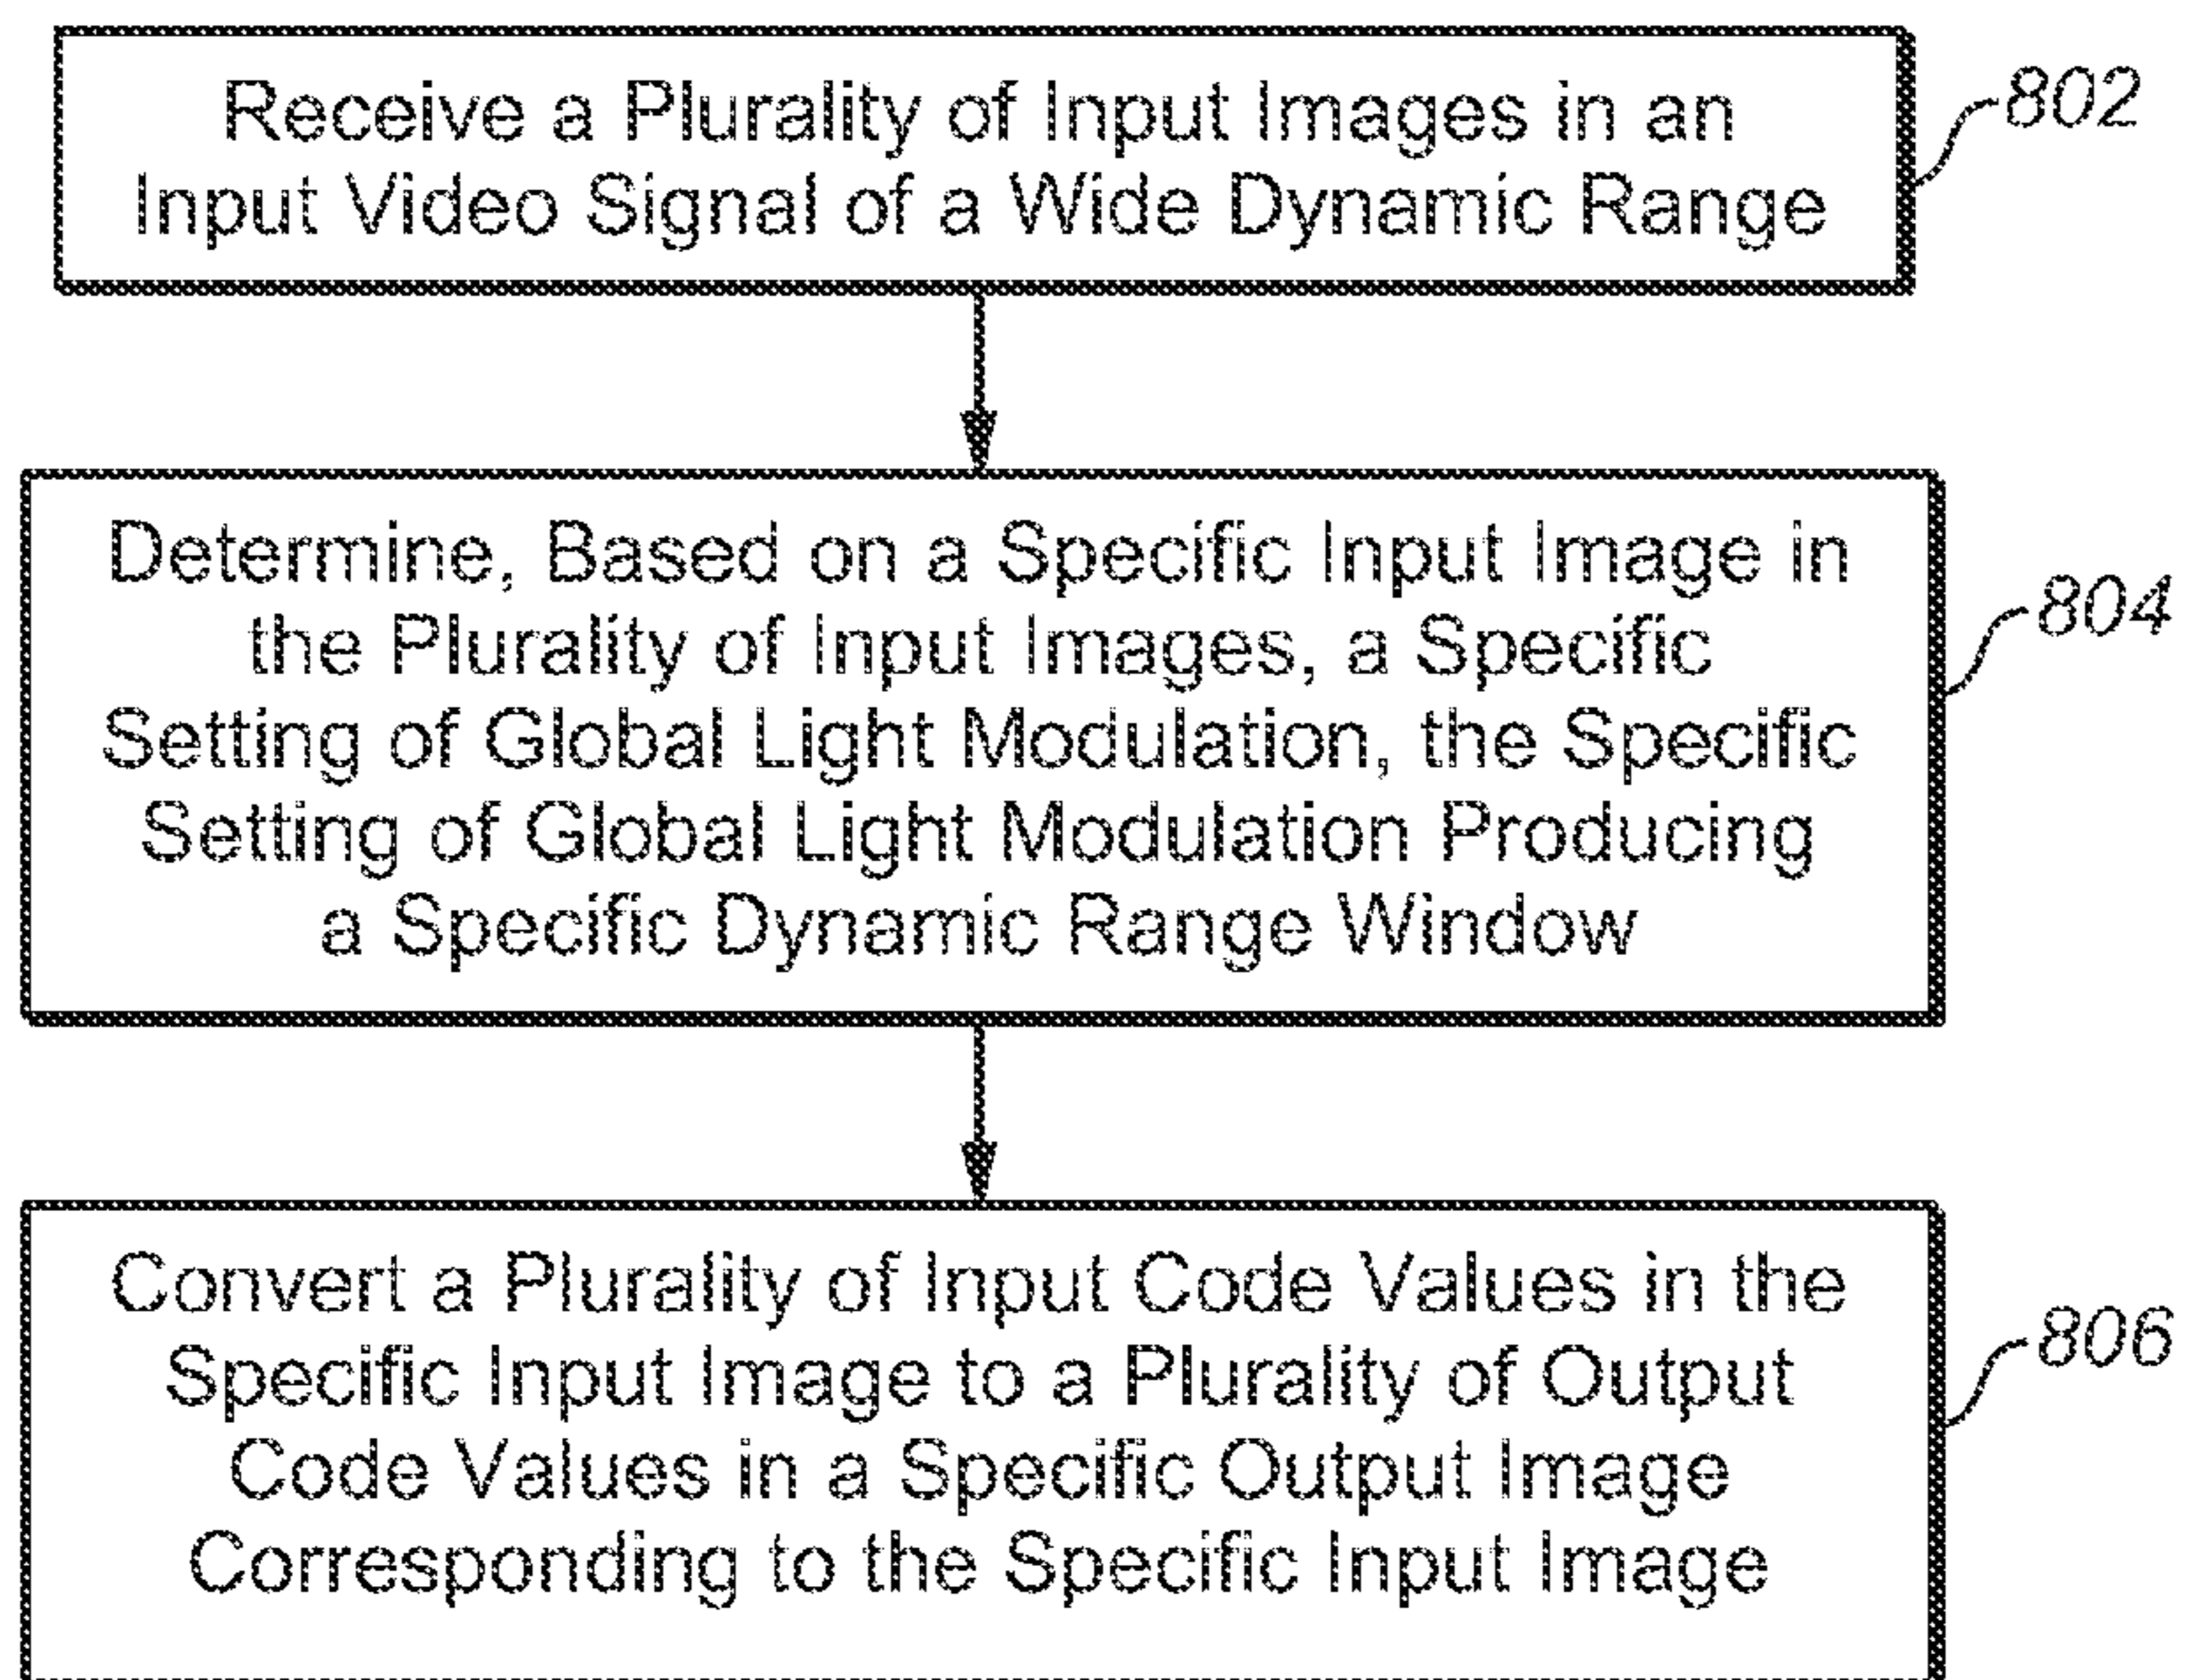 Receive a Plurality of Input Images in an
Input Video Signal of a Wide Dynamic Range
802
Determine, Based on a Specific Input Image in
the Plurality of Input Images, a Specific
Setting of Global Light Modulation, the Specific
Setting of Global Light Modulation Producing
a Specific Dynamic Range Window
804
Convert a Plurality of Input Code Values in the
Specific Input Image to a Plurality of Output
Code Values in a Specific Output Image
Corresponding to the Specific Input Image
806